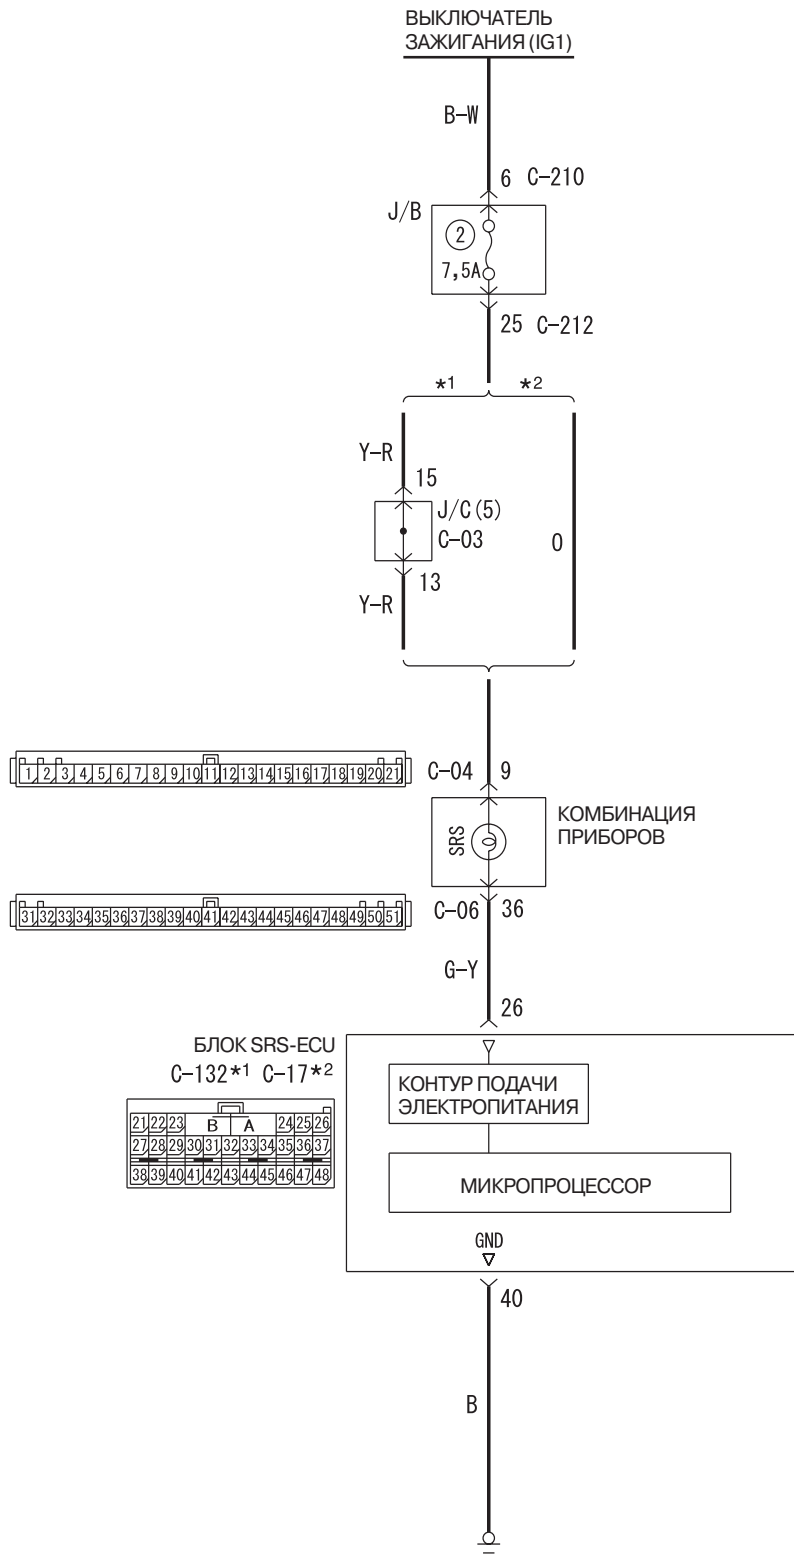 ВЫКЛЮЧАТЕЛЬ
ЗАЖИГАНИЯ (IG1)
B-W
6 C-210
J/B
2
7,5A
25 C-212
*1 *2
Y-R
15
J/C(5)
C-03
O
13
Y-R
1 2 3 4 5 6 7 8 9 10 11 12 13 14 15 16 17 18 19 20 21
C-04 9
SRS
КОМБИНАЦИЯ
ПРИБОРОВ
31 32 33 34 35 36 37 38 39 40 41 42 43 44 45 46 47 48 49 50 51
C-06 36
G-Y
26
БЛОК SRS-ECU
C-132*1 C-17*2
21 22 23 B A 24 25 26
27 28 29 30 31 32 33 34 35 36 37
38 39 40 41 42 43 44 45 46 47 48
КОНТУР ПОДАЧИ
ЭЛЕКТРОПИТАНИЯ
МИКРОПРОЦЕССОР
GND
40
B